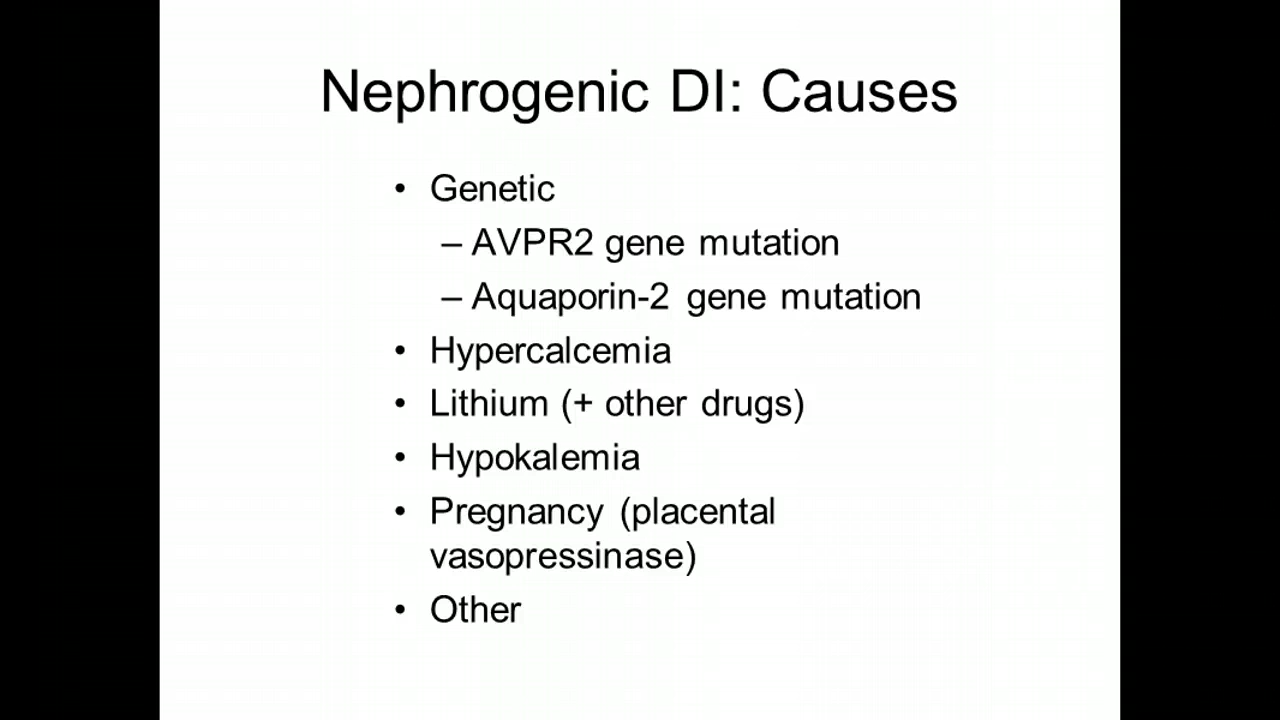 Nephrogenic DI: Causes
• Genetic
– AVPR2 gene mutation
– Aquaporin-2 gene mutation
• Hypercalcemia
• Lithium (+ other drugs)
• Hypokalemia
• Pregnancy (placental
vasopressinase)
• Other